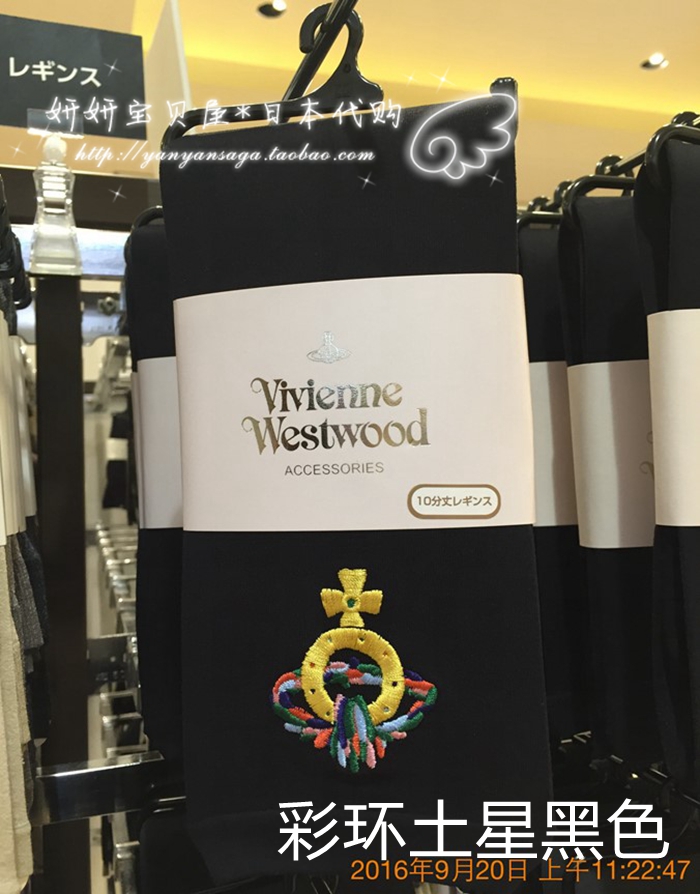 レギンス
妍妍宝贝屋*日本代购
http://yanyansaga.taobao.com
Vivienne
Westwood
ACCESSORIES
10分丈レギンス
彩环土星黑色
2016年9月20日 上午11:22:47